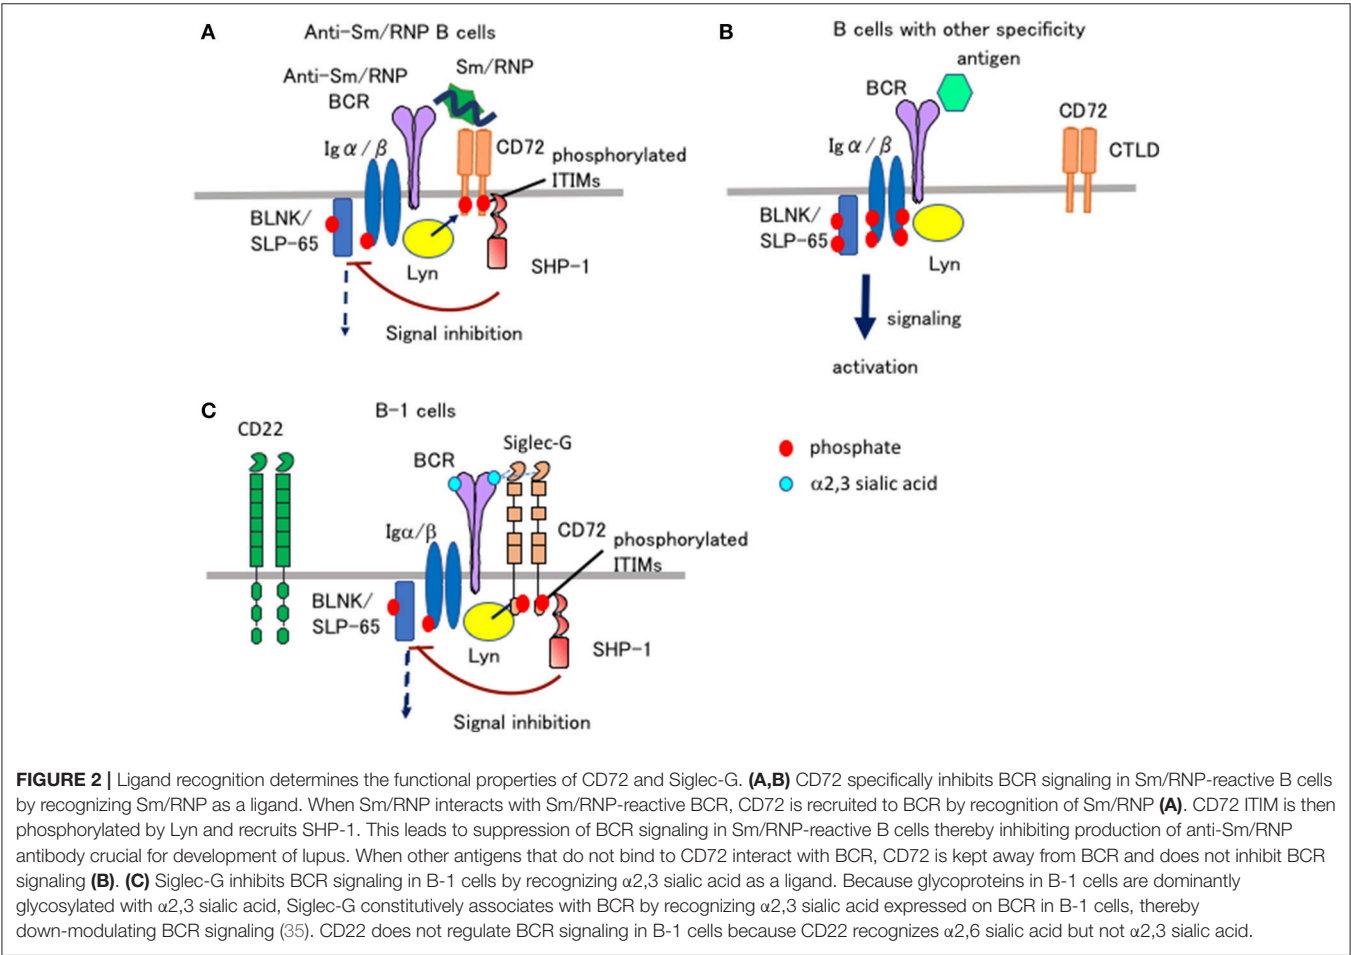 A
Anti-Sm/RNP B cells
Anti-Sm/RNP
BCR
Sm/RNP
Ig α / β
CD72
phosphorylated
ITIMs
BLNK/
SLP-65
Lyn
SHP-1
Signal inhibition
B
B cells with other specificity
antigen
BCR
CD72
Ig α / β
CTLD
BLNK/
SLP-65
Lyn
signaling
activation
C
B-1 cells
CD22
Siglec-G
BCR
Igα/β
CD72
phosphorylated
ITIMs
BLNK/
SLP-65
Lyn
SHP-1
Signal inhibition
phosphate
α2,3 sialic acid
FIGURE 2 | Ligand recognition determines the functional properties of CD72 and Siglec-G. (A,B) CD72 specifically inhibits BCR signaling in Sm/RNP-reactive B cells
by recognizing Sm/RNP as a ligand. When Sm/RNP interacts with Sm/RNP-reactive BCR, CD72 is recruited to BCR by recognition of Sm/RNP (A). CD72 ITIM is then
phosphorylated by Lyn and recruits SHP-1. This leads to suppression of BCR signaling in Sm/RNP-reactive B cells thereby inhibiting production of anti-Sm/RNP
antibody crucial for development of lupus. When other antigens that do not bind to CD72 interact with BCR, CD72 is kept away from BCR and does not inhibit BCR
signaling (B). (C) Siglec-G inhibits BCR signaling in B-1 cells by recognizing α2,3 sialic acid as a ligand. Because glycoproteins in B-1 cells are dominantly
glycosylated with α2,3 sialic acid, Siglec-G constitutively associates with BCR by recognizing α2,3 sialic acid expressed on BCR in B-1 cells, thereby
down-modulating BCR signaling (35). CD22 does not regulate BCR signaling in B-1 cells because CD22 recognizes α2,6 sialic acid but not α2,3 sialic acid.